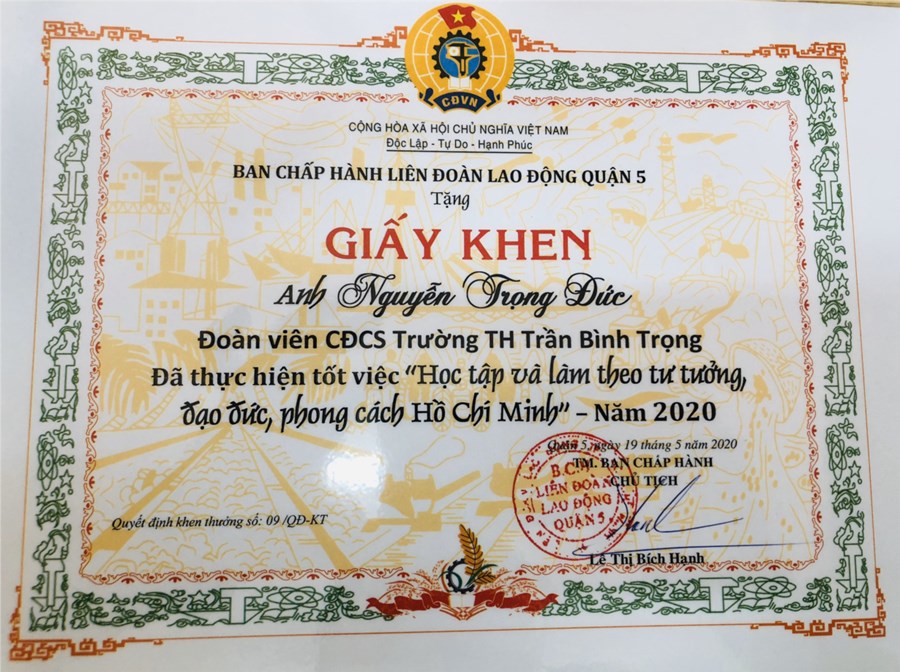 CĐVN
CỘNG HÒA XÃ HỘI CHỦ NGHĨA VIỆT NAM
Độc Lập - Tự Do - Hạnh Phúc
BAN CHẤP HÀNH LIÊN ĐOÀN LAO ĐỘNG QUẬN 5
Tặng
GIẤY KHEN
Anh Nguyễn Trọng Đức
Đoàn viên CĐCS Trường TH Trần Bình Trọng
Đã thực hiện tốt việc “Học tập và làm theo tư tưởng,
đạo đức, phong cách Hồ Chí Minh” – Năm 2020
Quận 5, ngày 19 tháng 5 năm 2020
TM. BAN CHẤP HÀNH
CHỦ TỊCH
B.C.H
LIÊN ĐOÀN
LAO ĐỘNG
QUẬN 5
Quyết định khen thưởng số: 09 /QĐ-KT
Lê Thị Bích Hạnh